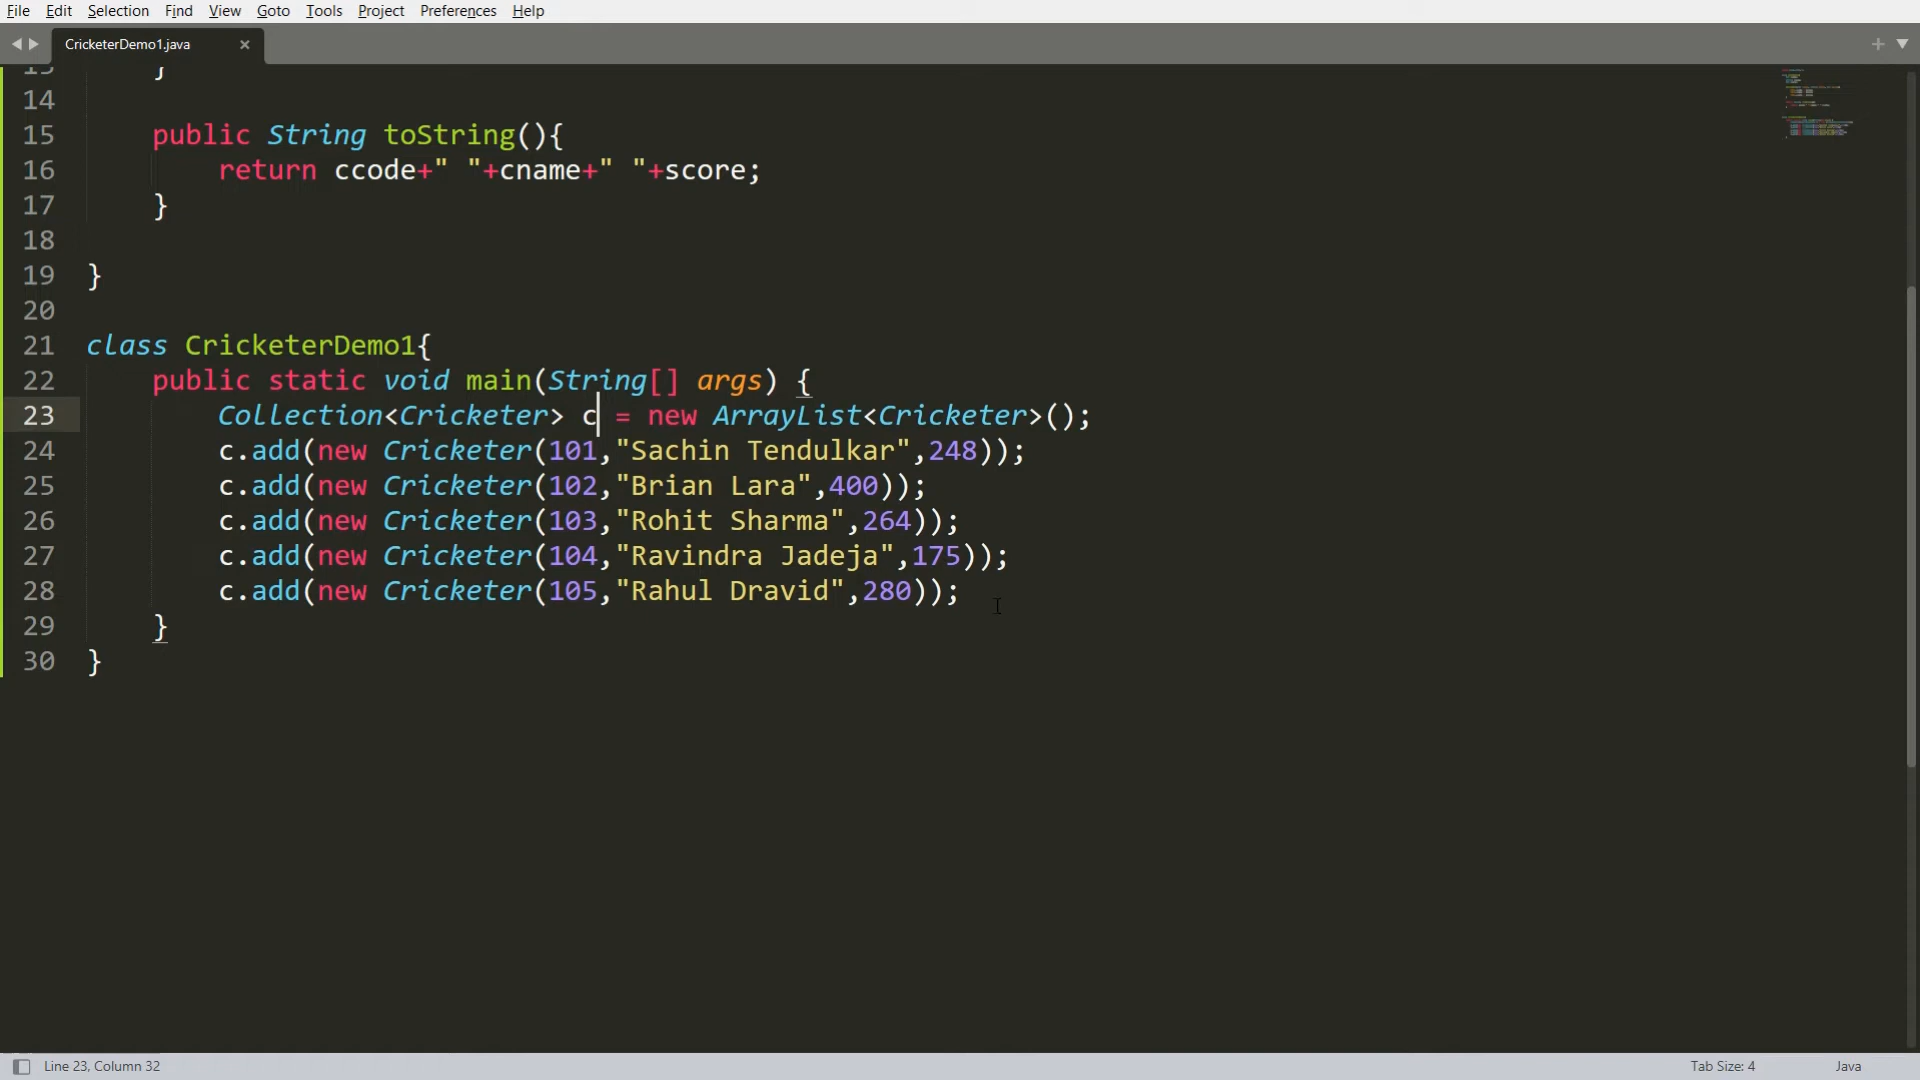 File Edit Selection Find View Goto Tools Project Preferences Help
CricketerDemo1.java
13 }
14
15 public String toString(){
16 return ccode+" "+cname+" "+score;
17 }
18
19 }
20
21 class CricketerDemo1{
22 public static void main(String[] args) {
23 Collection<Cricketer> c = new ArrayList<Cricketer>();
24 c.add(new Cricketer(101,"Sachin Tendulkar",248));
25 c.add(new Cricketer(102,"Brian Lara",400));
26 c.add(new Cricketer(103,"Rohit Sharma",264));
27 c.add(new Cricketer(104,"Ravindra Jadeja",175));
28 c.add(new Cricketer(105,"Rahul Dravid",280));
29 }
30 }
Line 23, Column 32 Tab Size: 4 Java